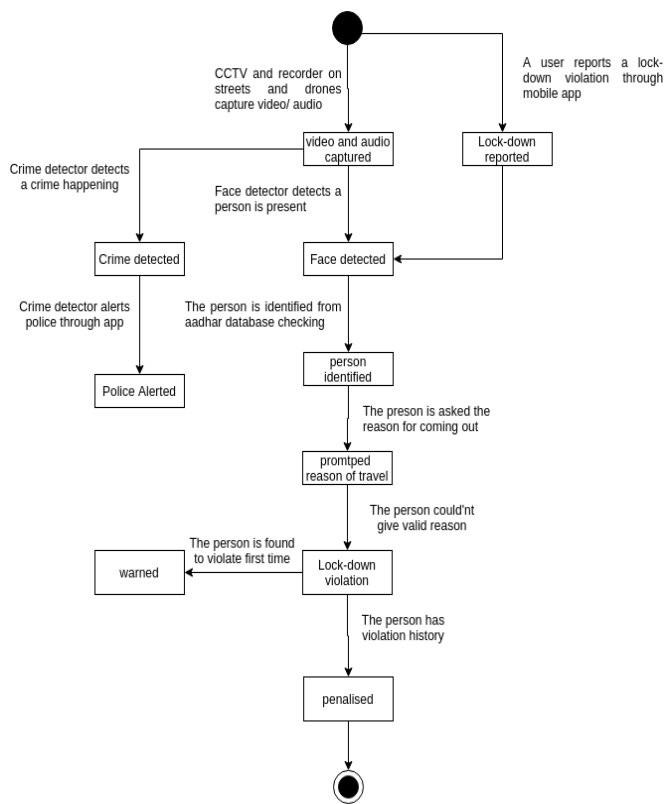 CCTV and recorder on
streets and drones
capture video/ audio
A user reports a lock-
down violation through
mobile app
video and audio
captured
Lock-down
reported
Crime detector detects
a crime happening
Face detector detects a
person is present
Crime detected
Face detected
Crime detector alerts
police through app
The person is identified from
aadhar database checking
person
identified
Police Alerted
The preson is asked the
reason for coming out
promtped
reason of travel
The person could'nt
give valid reason
The person is found
to violate first time
warned
Lock-down
violation
The person has
violation history
penalised